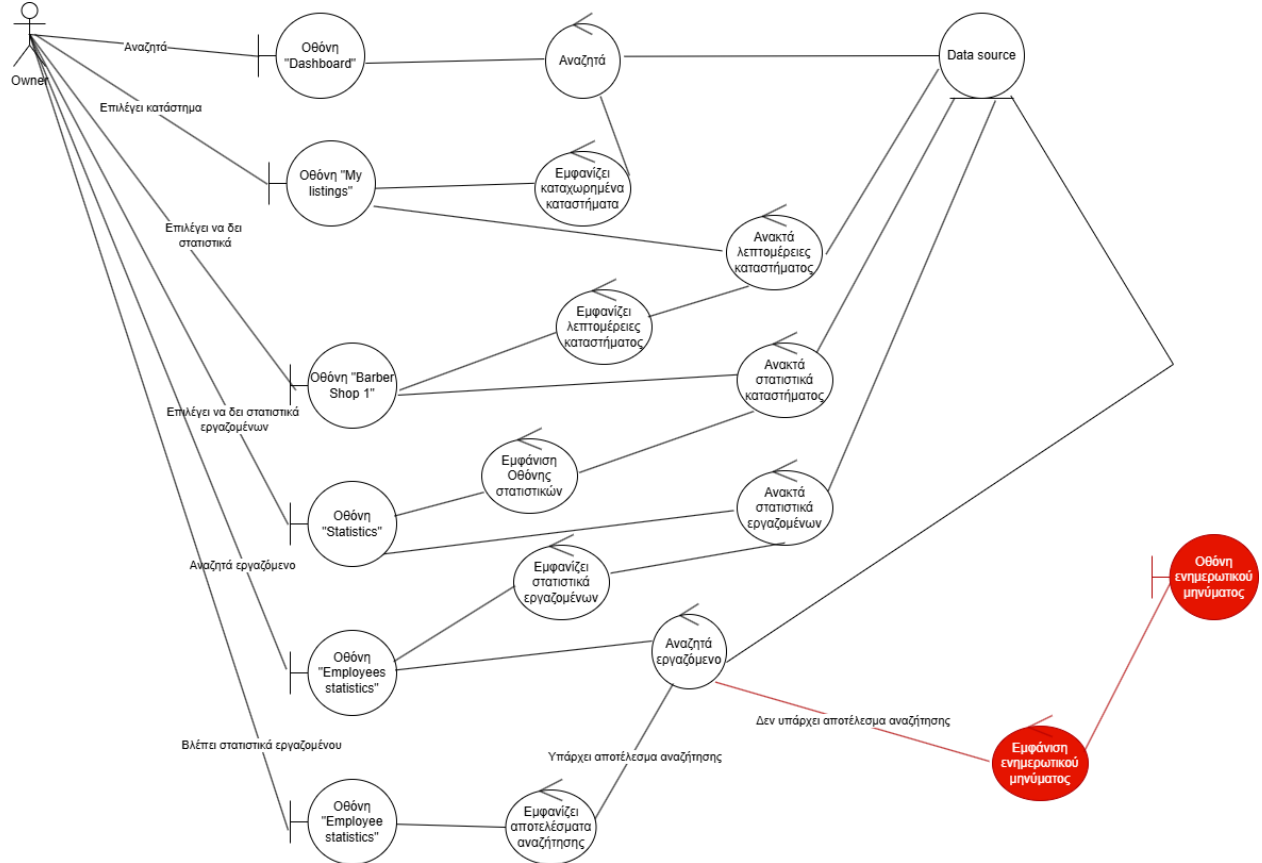 Owner
Αναζητά
Οθόνη
"Dashboard"
Αναζητά
Data source
Επιλέγει κατάστημα
Οθόνη "My
listings"
Εμφανίζει
καταχωρημένα
καταστήματα
Επιλέγει να δει
στατιστικά
Ανακτά
λεπτομέρειες
καταστήματος
Εμφανίζει
λεπτομέρειες
καταστήματος
Οθόνη "Barber
Shop 1"
Ανακτά
στατιστικά
καταστήματος
Επιλέγει να δει στατιστικά
εργαζομένων
Εμφάνιση
Οθόνης
στατιστικών
Οθόνη
"Statistics"
Ανακτά
στατιστικά
εργαζομένων
Αναζητά εργαζόμενο
Εμφανίζει
στατιστικά
εργαζομένων
Οθόνη
ενημερωτικού
μηνύματος
Οθόνη
"Employees
statistics"
Αναζητά
εργαζόμενο
Δεν υπάρχει αποτέλεσμα αναζήτησης
Βλέπει στατιστικά εργαζομένου
Υπάρχει αποτέλεσμα αναζήτησης
Εμφάνιση
ενημερωτικού
μηνύματος
Οθόνη
"Employee
statistics"
Εμφανίζει
αποτελέσματα
αναζήτησης